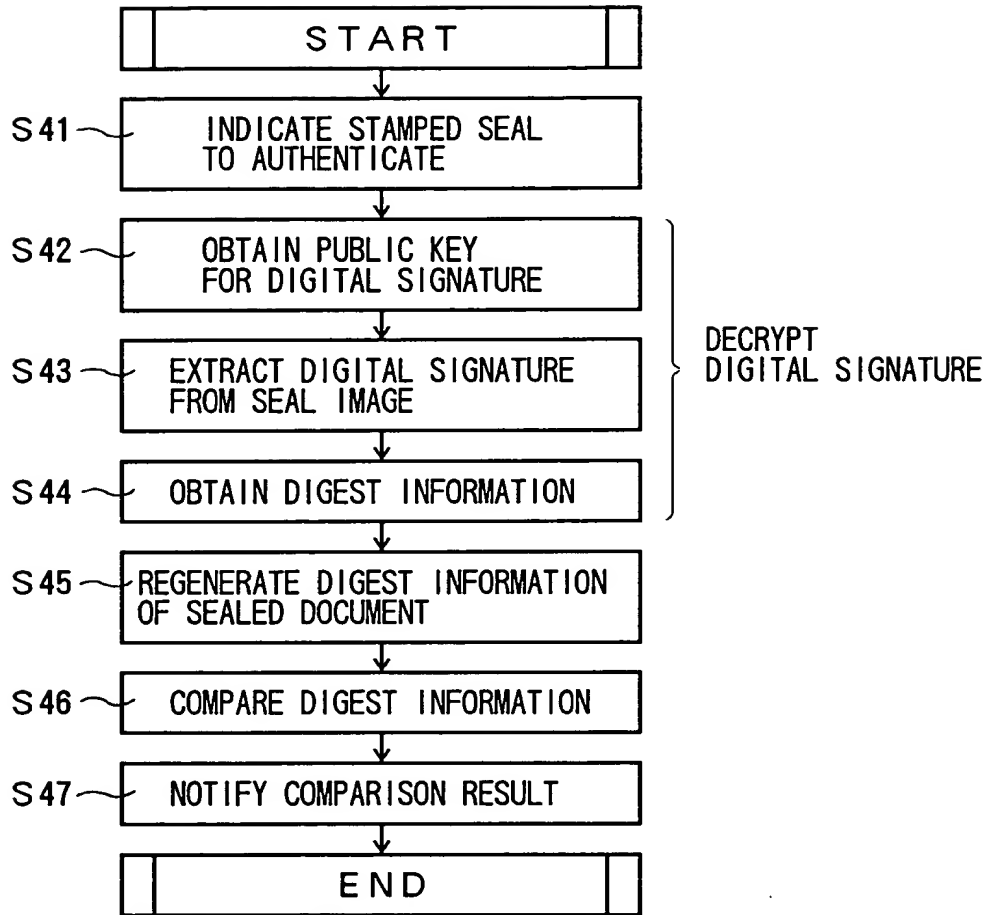 START
S41
INDICATE STAMPED SEAL
TO AUTHENTICATE
S42
OBTAIN PUBLIC KEY
FOR DIGITAL SIGNATURE
S43
EXTRACT DIGITAL SIGNATURE
FROM SEAL IMAGE
DECRYPT
DIGITAL SIGNATURE
S44
OBTAIN DIGEST INFORMATION
S45
REGENERATE DIGEST INFORMATION
OF SEALED DOCUMENT
S46
COMPARE DIGEST INFORMATION
S47
NOTIFY COMPARISON RESULT
END